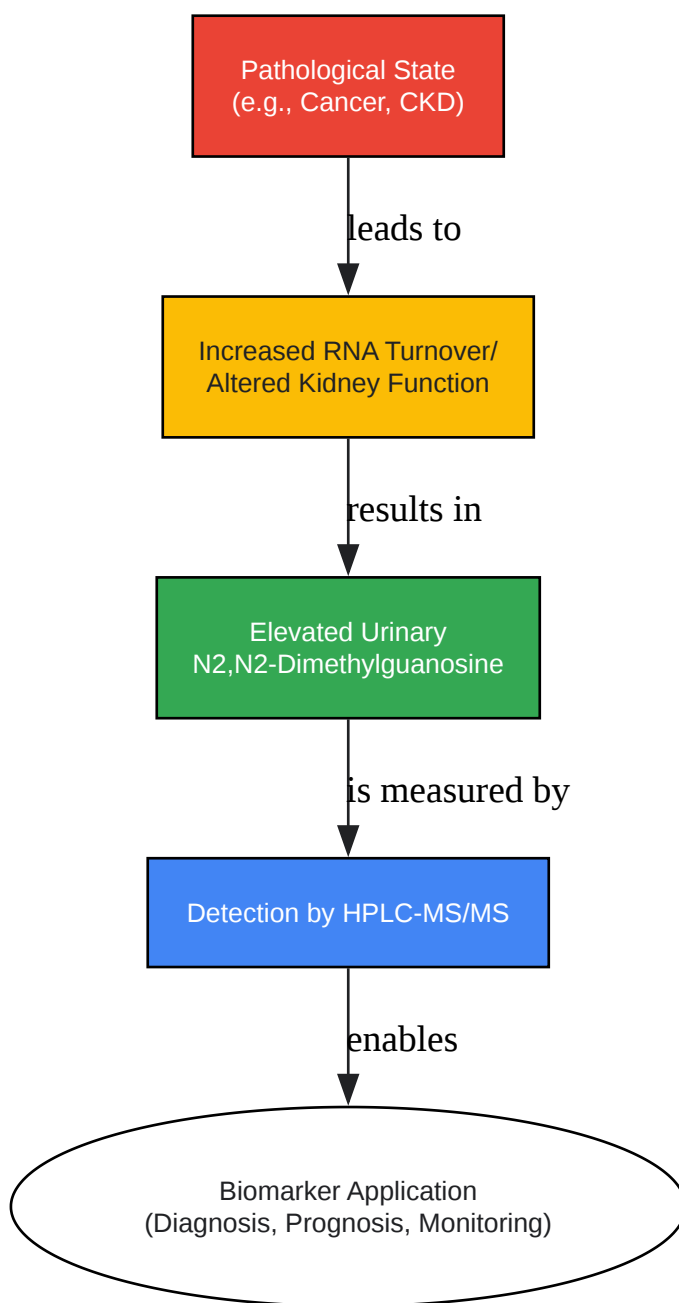 Pathological State
(e.g., Cancer, CKD)
leads to
Increased RNA Turnover/
Altered Kidney Function
results in
Elevated Urinary
N2,N2-Dimethylguanosine
is measured by
Detection by HPLC-MS/MS
enables
Biomarker Application
(Diagnosis, Prognosis, Monitoring)